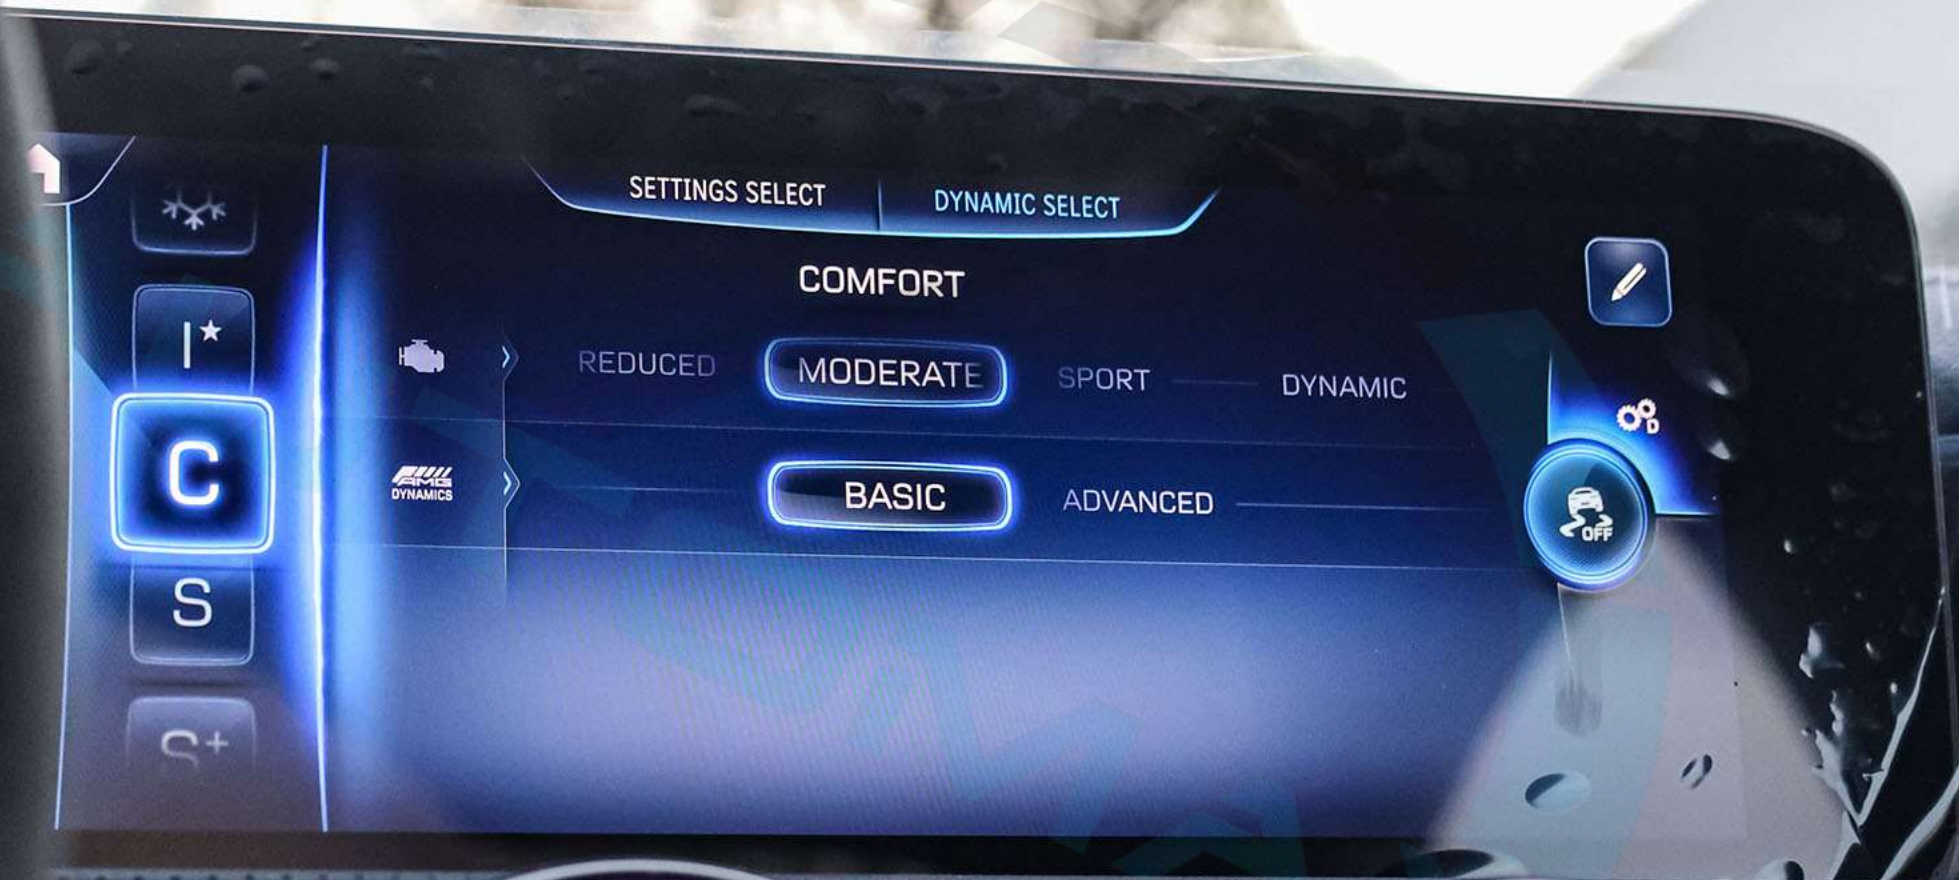 SETTINGS SELECT DYNAMIC SELECT
COMFORT
I
REDUCED MODERATE SPORT DYNAMIC
D
C
AMG
DYNAMICS
BASIC ADVANCED
OFF
S
S+